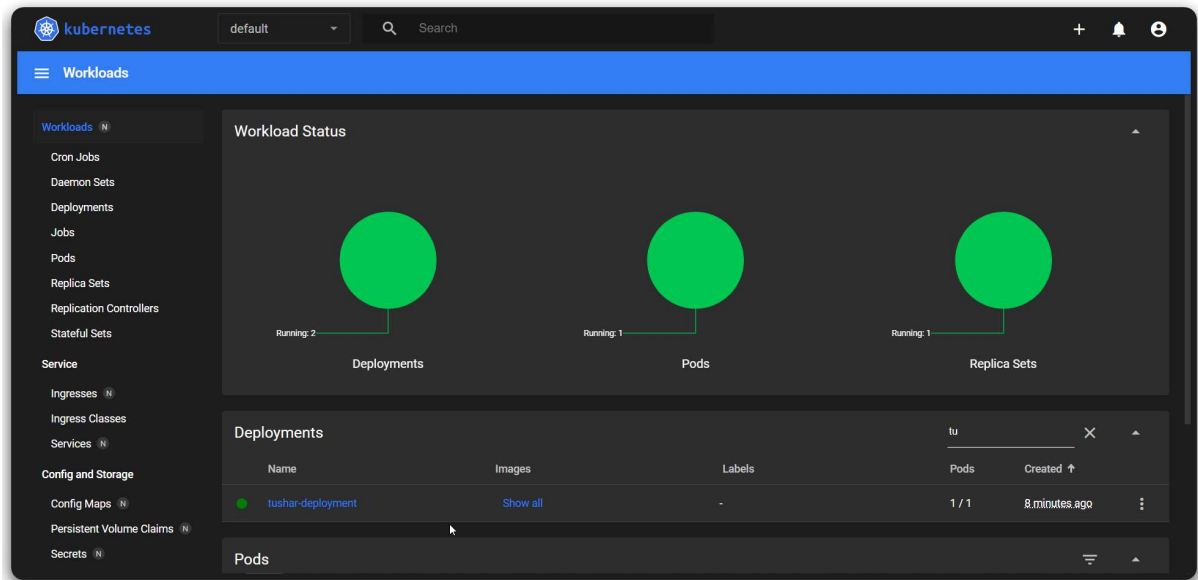 kubernetes
default
Search
Workloads
Workloads N
Cron Jobs
Daemon Sets
Deployments
Jobs
Pods
Replica Sets
Replication Controllers
Stateful Sets
Service
Ingresses N
Ingress Classes
Services N
Config and Storage
Config Maps N
Persistent Volume Claims N
Secrets N
Workload Status
Running: 2
Running: 1
Running: 1
Deployments
Pods
Replica Sets
Deployments
tu
Name Images Labels Pods Created
tushar-deployment Show all - 1 / 1 8 minutes ago
Pods